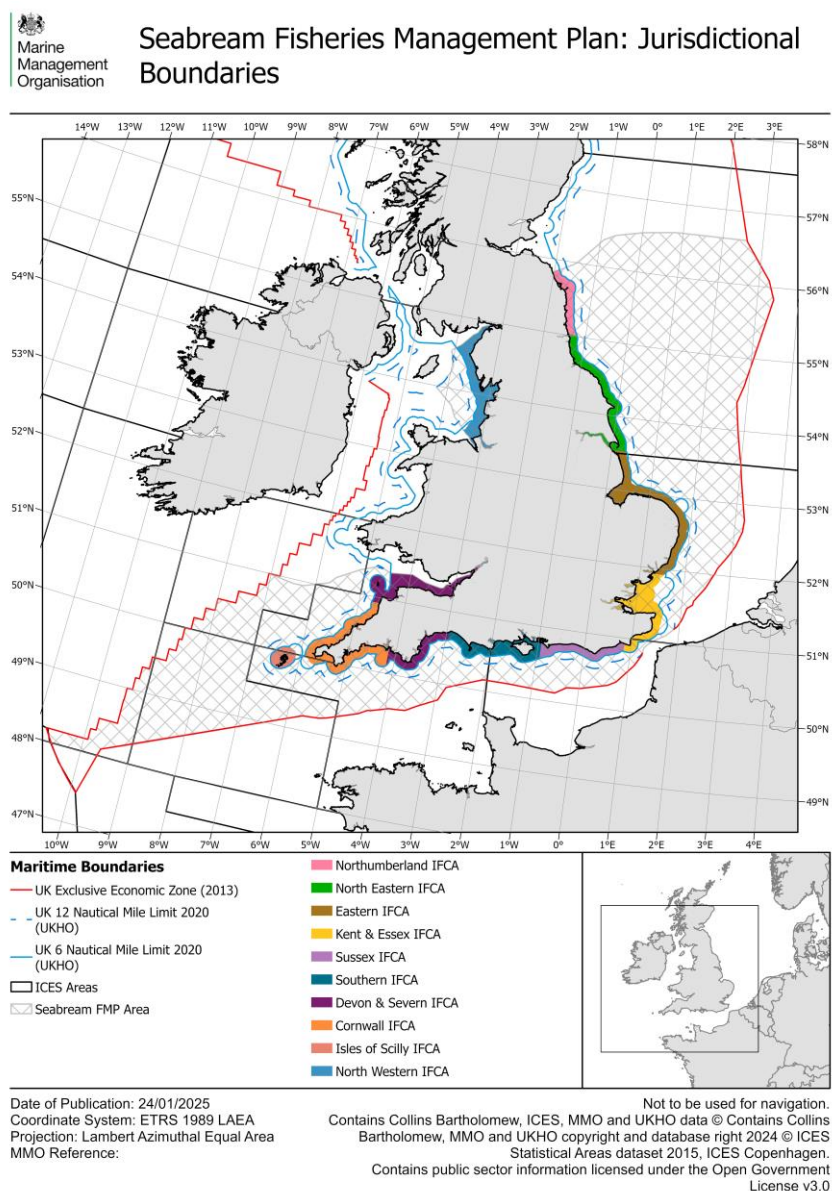 Marine
Management
Organisation
Seabream Fisheries Management Plan: Jurisdictional
Boundaries
14°W 13°W 12°W 11°W 10°W 9°W 8°W 7°W 6°W 5°W 4°W 3°W 2°W 1°W 0° 1°E 2°E 3°E
58°N
57°N
55°N
56°N
54°N
55°N
53°N
54°N
52°N
53°N
51°N
52°N
50°N
51°N
49°N
50°N
48°N
49°N
47°N
10°W 9°W 8°W 7°W 6°W 5°W 4°W 3°W 2°W 1°W 0° 1°E 2°E 3°E 4°E
Maritime Boundaries
UK Exclusive Economic Zone (2013)
UK 12 Nautical Mile Limit 2020
(UKHO)
UK 6 Nautical Mile Limit 2020
(UKHO)
ICES Areas
Seabream FMP Area
Northumberland IFCA
North Eastern IFCA
Eastern IFCA
Kent & Essex IFCA
Sussex IFCA
Southern IFCA
Devon & Severn IFCA
Cornwall IFCA
Isles of Scilly IFCA
North Western IFCA
Date of Publication: 24/01/2025
Coordinate System: ETRS 1989 LAEA
Projection: Lambert Azimuthal Equal Area
MMO Reference:
Not to be used for navigation.
Contains Collins Bartholomew, ICES, MMO and UKHO data © Contains Collins
Bartholomew, MMO and UKHO copyright and database right 2024 © ICES
Statistical Areas dataset 2015, ICES Copenhagen.
Contains public sector information licensed under the Open Government
License v3.0